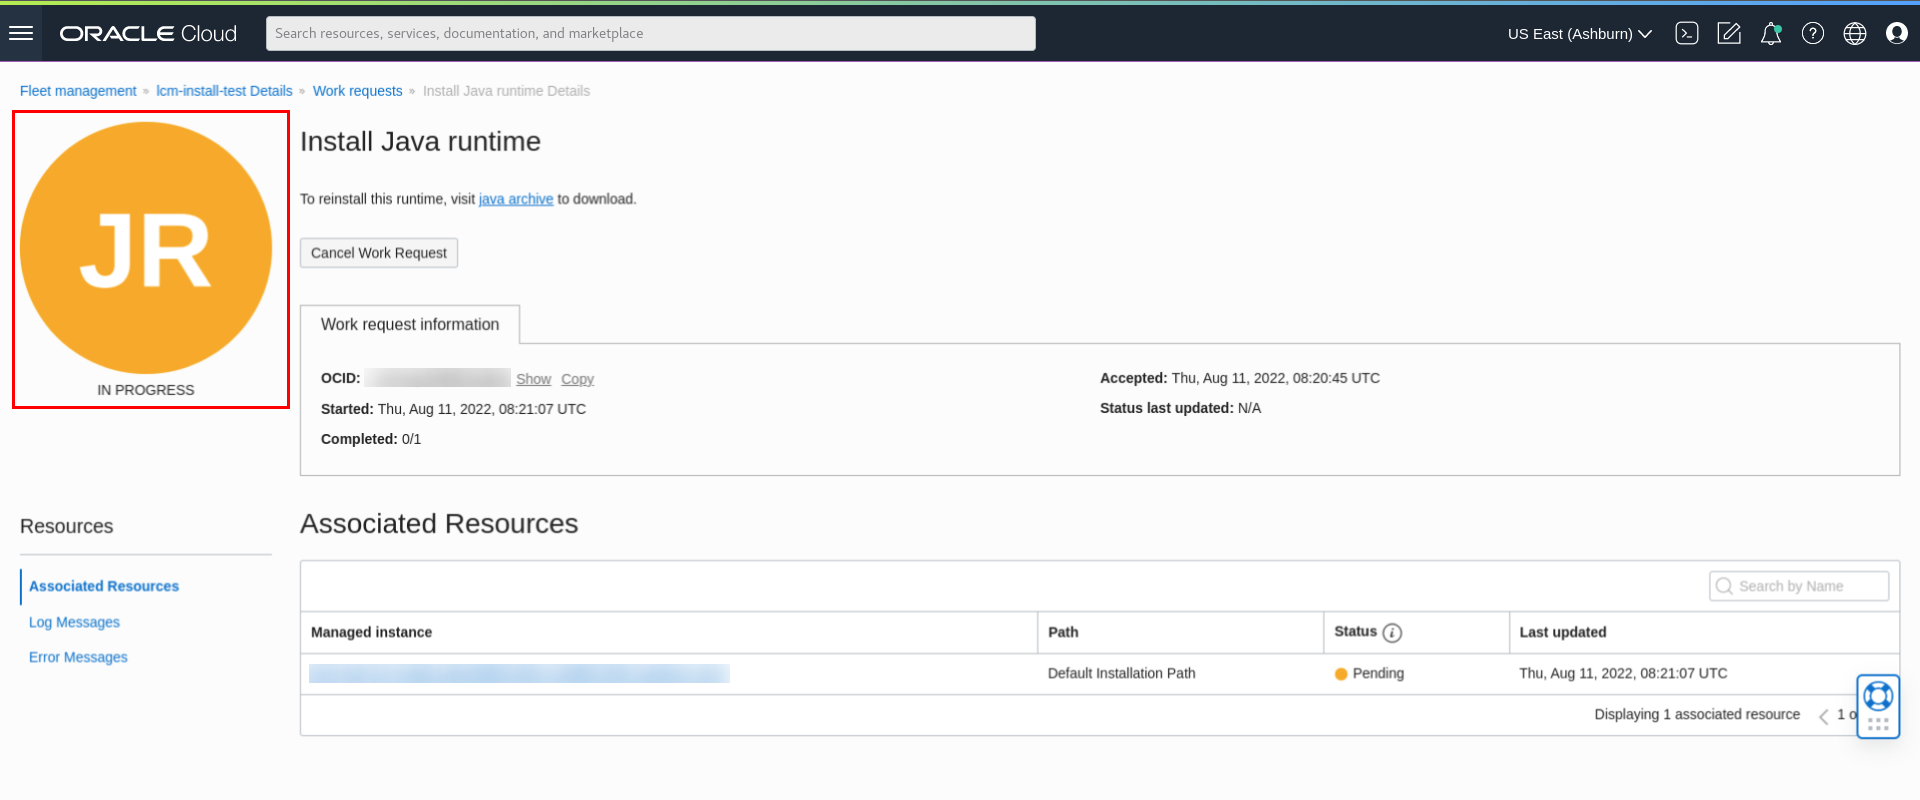 ORACLE Cloud
Search resources, services, documentation, and marketplace
US East (Ashburn)
Fleet management » lcm-install-test Details » Work requests » Install Java runtime Details
JR
IN PROGRESS
Install Java runtime
To reinstall this runtime, visit java archive to download.
Cancel Work Request
Work request information
OCID: Show Copy
Started: Thu, Aug 11, 2022, 08:21:07 UTC
Completed: 0/1
Accepted: Thu, Aug 11, 2022, 08:20:45 UTC
Status last updated: N/A
Resources
Associated Resources
Log Messages
Error Messages
Associated Resources
Search by Name
Managed instance Path Status i Last updated
Default Installation Path Pending Thu, Aug 11, 2022, 08:21:07 UTC
Displaying 1 associated resource 1